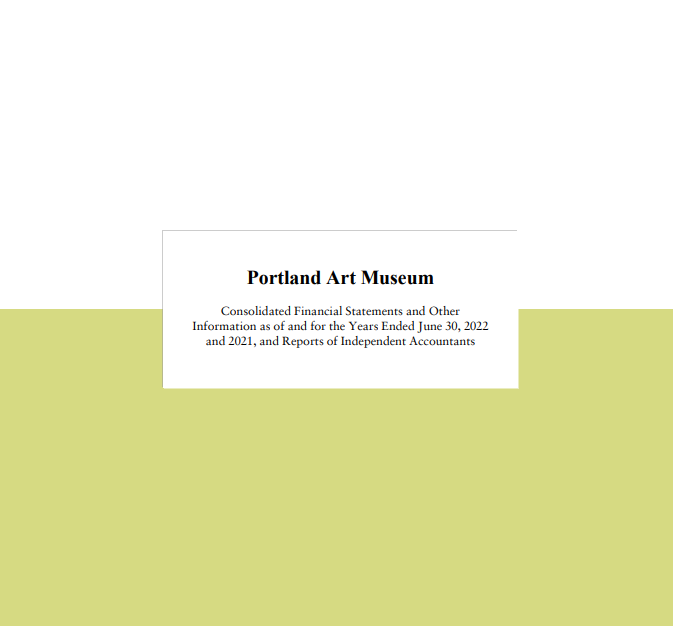 Portland Art Museum
Consolidated Financial Statements and Other
Information as of and for the Years Ended June 30, 2022
and 2021, and Reports of Independent Accountants